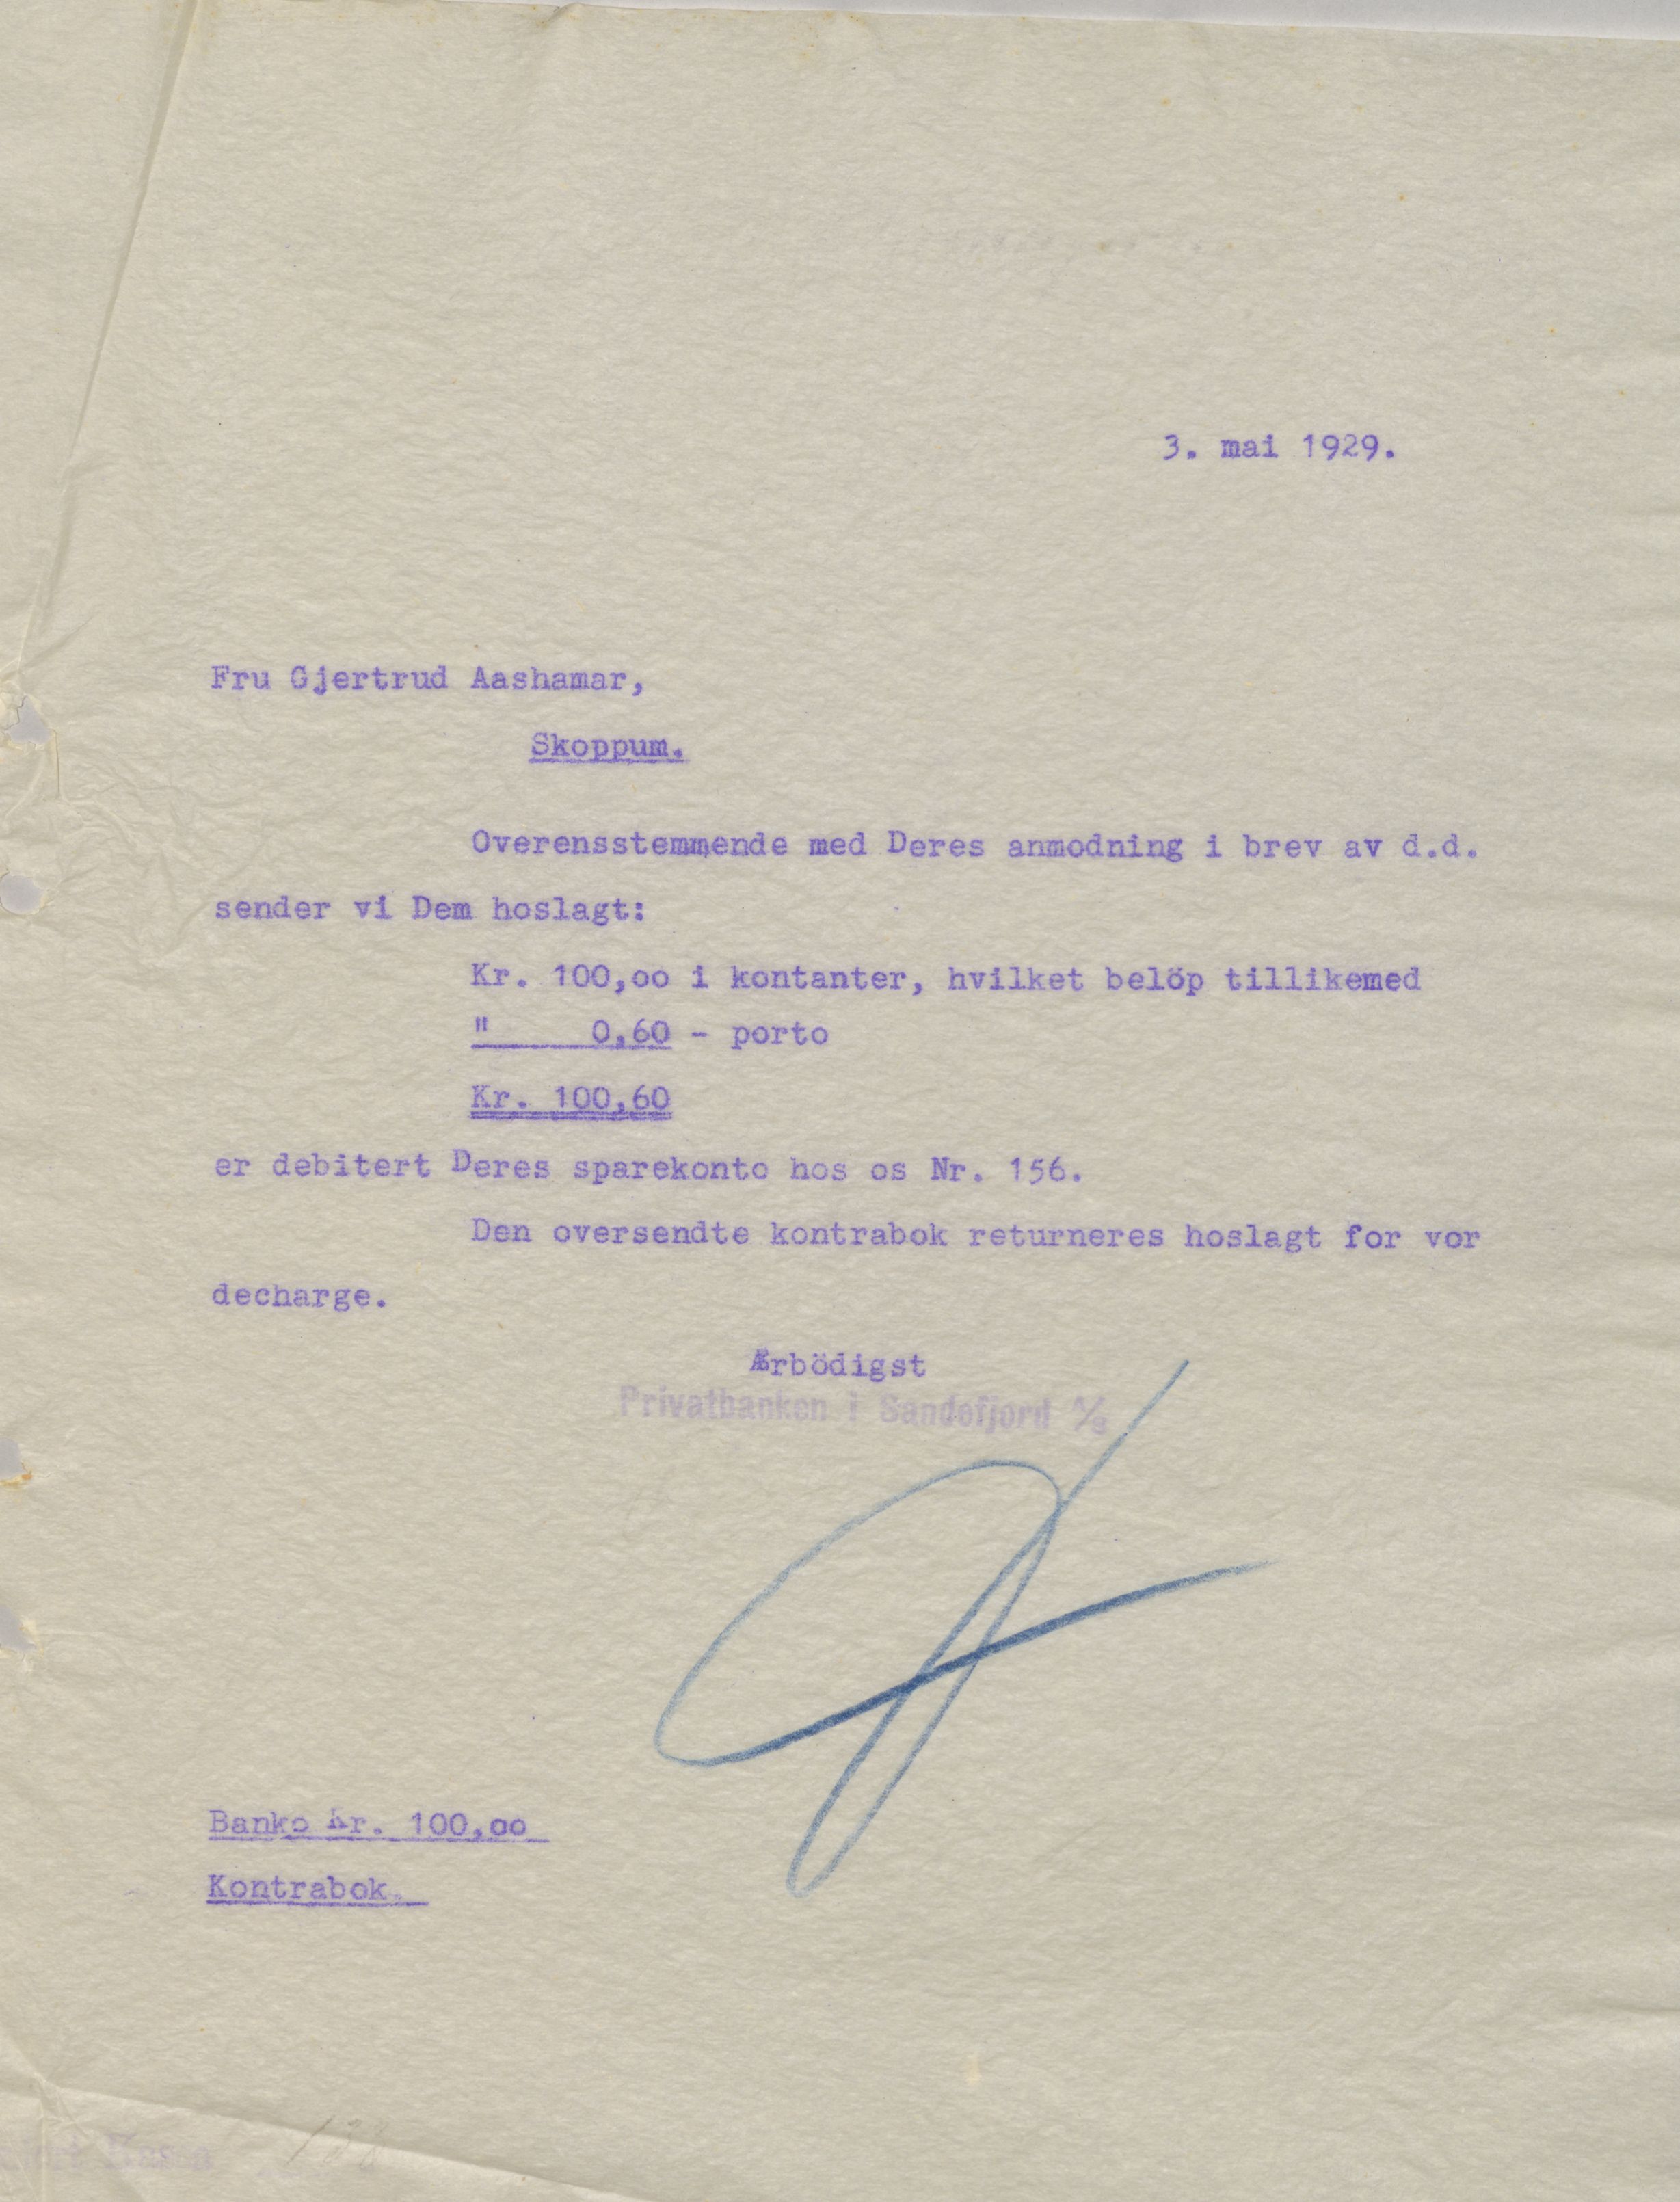 3. mai 1929.
Fru Gjertrud Aashamar,
Skoppum.
Overensstemmende med Deres anmodning i brev av d.d.
sender vi Dem hoslagt:
Kr. 100,oo i kontanter, hvilket belöp tillikemed
" 0,60 - porto
Kr. 100,60
er debitert Deres sparekonto hos os Nr. 156.
Den oversendte kontrabok returneres hoslagt for vor
decharge.
Ærbödigst
Privatbanken i Sandefjord A/S
Banko Kr. 100,oo
Kontrabok.